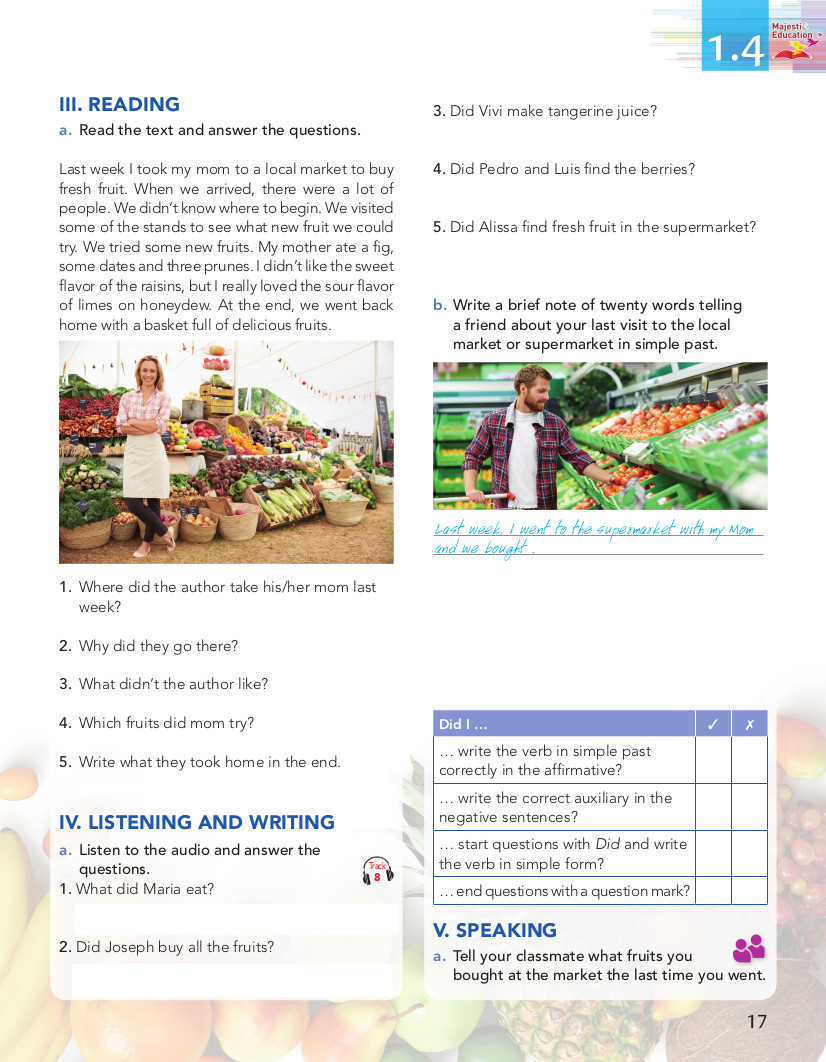 1.4
Majesti
Education
III. READING
a. Read the text and answer the questions.
Last week I took my mom to a local market to buy
fresh fruit. When we arrived, there were a lot of
people. We didn't know where to begin. We visited
some of the stands to see what new fruit we could
try. We tried some new fruits. My mother ate a fig,
some dates and three prunes. I didn't like the sweet
flavor of the raisins, but I really loved the sour flavor
of limes on honeydew. At the end, we went back
home with a basket full of delicious fruits.
1. Where did the author take his/her mom last
week?
2. Why did they go there?
3. What didn't the author like?
4. Which fruits did mom try?
5. Write what they took home in the end.
IV. LISTENING AND WRITING
a. Listen to the audio and answer the
questions.
Track
8
1. What did Maria eat?
2. Did Joseph buy all the fruits?
3. Did Vivi make tangerine juice?
4. Did Pedro and Luis find the berries?
5. Did Alissa find fresh fruit in the supermarket?
b. Write a brief note of twenty words telling
a friend about your last visit to the local
market or supermarket in simple past.
Last week, I went to the supermarket with my Mom
and we bought .
Did I ... ✓ ✗
... write the verb in simple past
correctly in the affirmative?
... write the correct auxiliary in the
negative sentences?
... start questions with Did and write
the verb in simple form?
... end questions with a question mark?
V. SPEAKING
a. Tell your classmate what fruits you
bought at the market the last time you went.
17